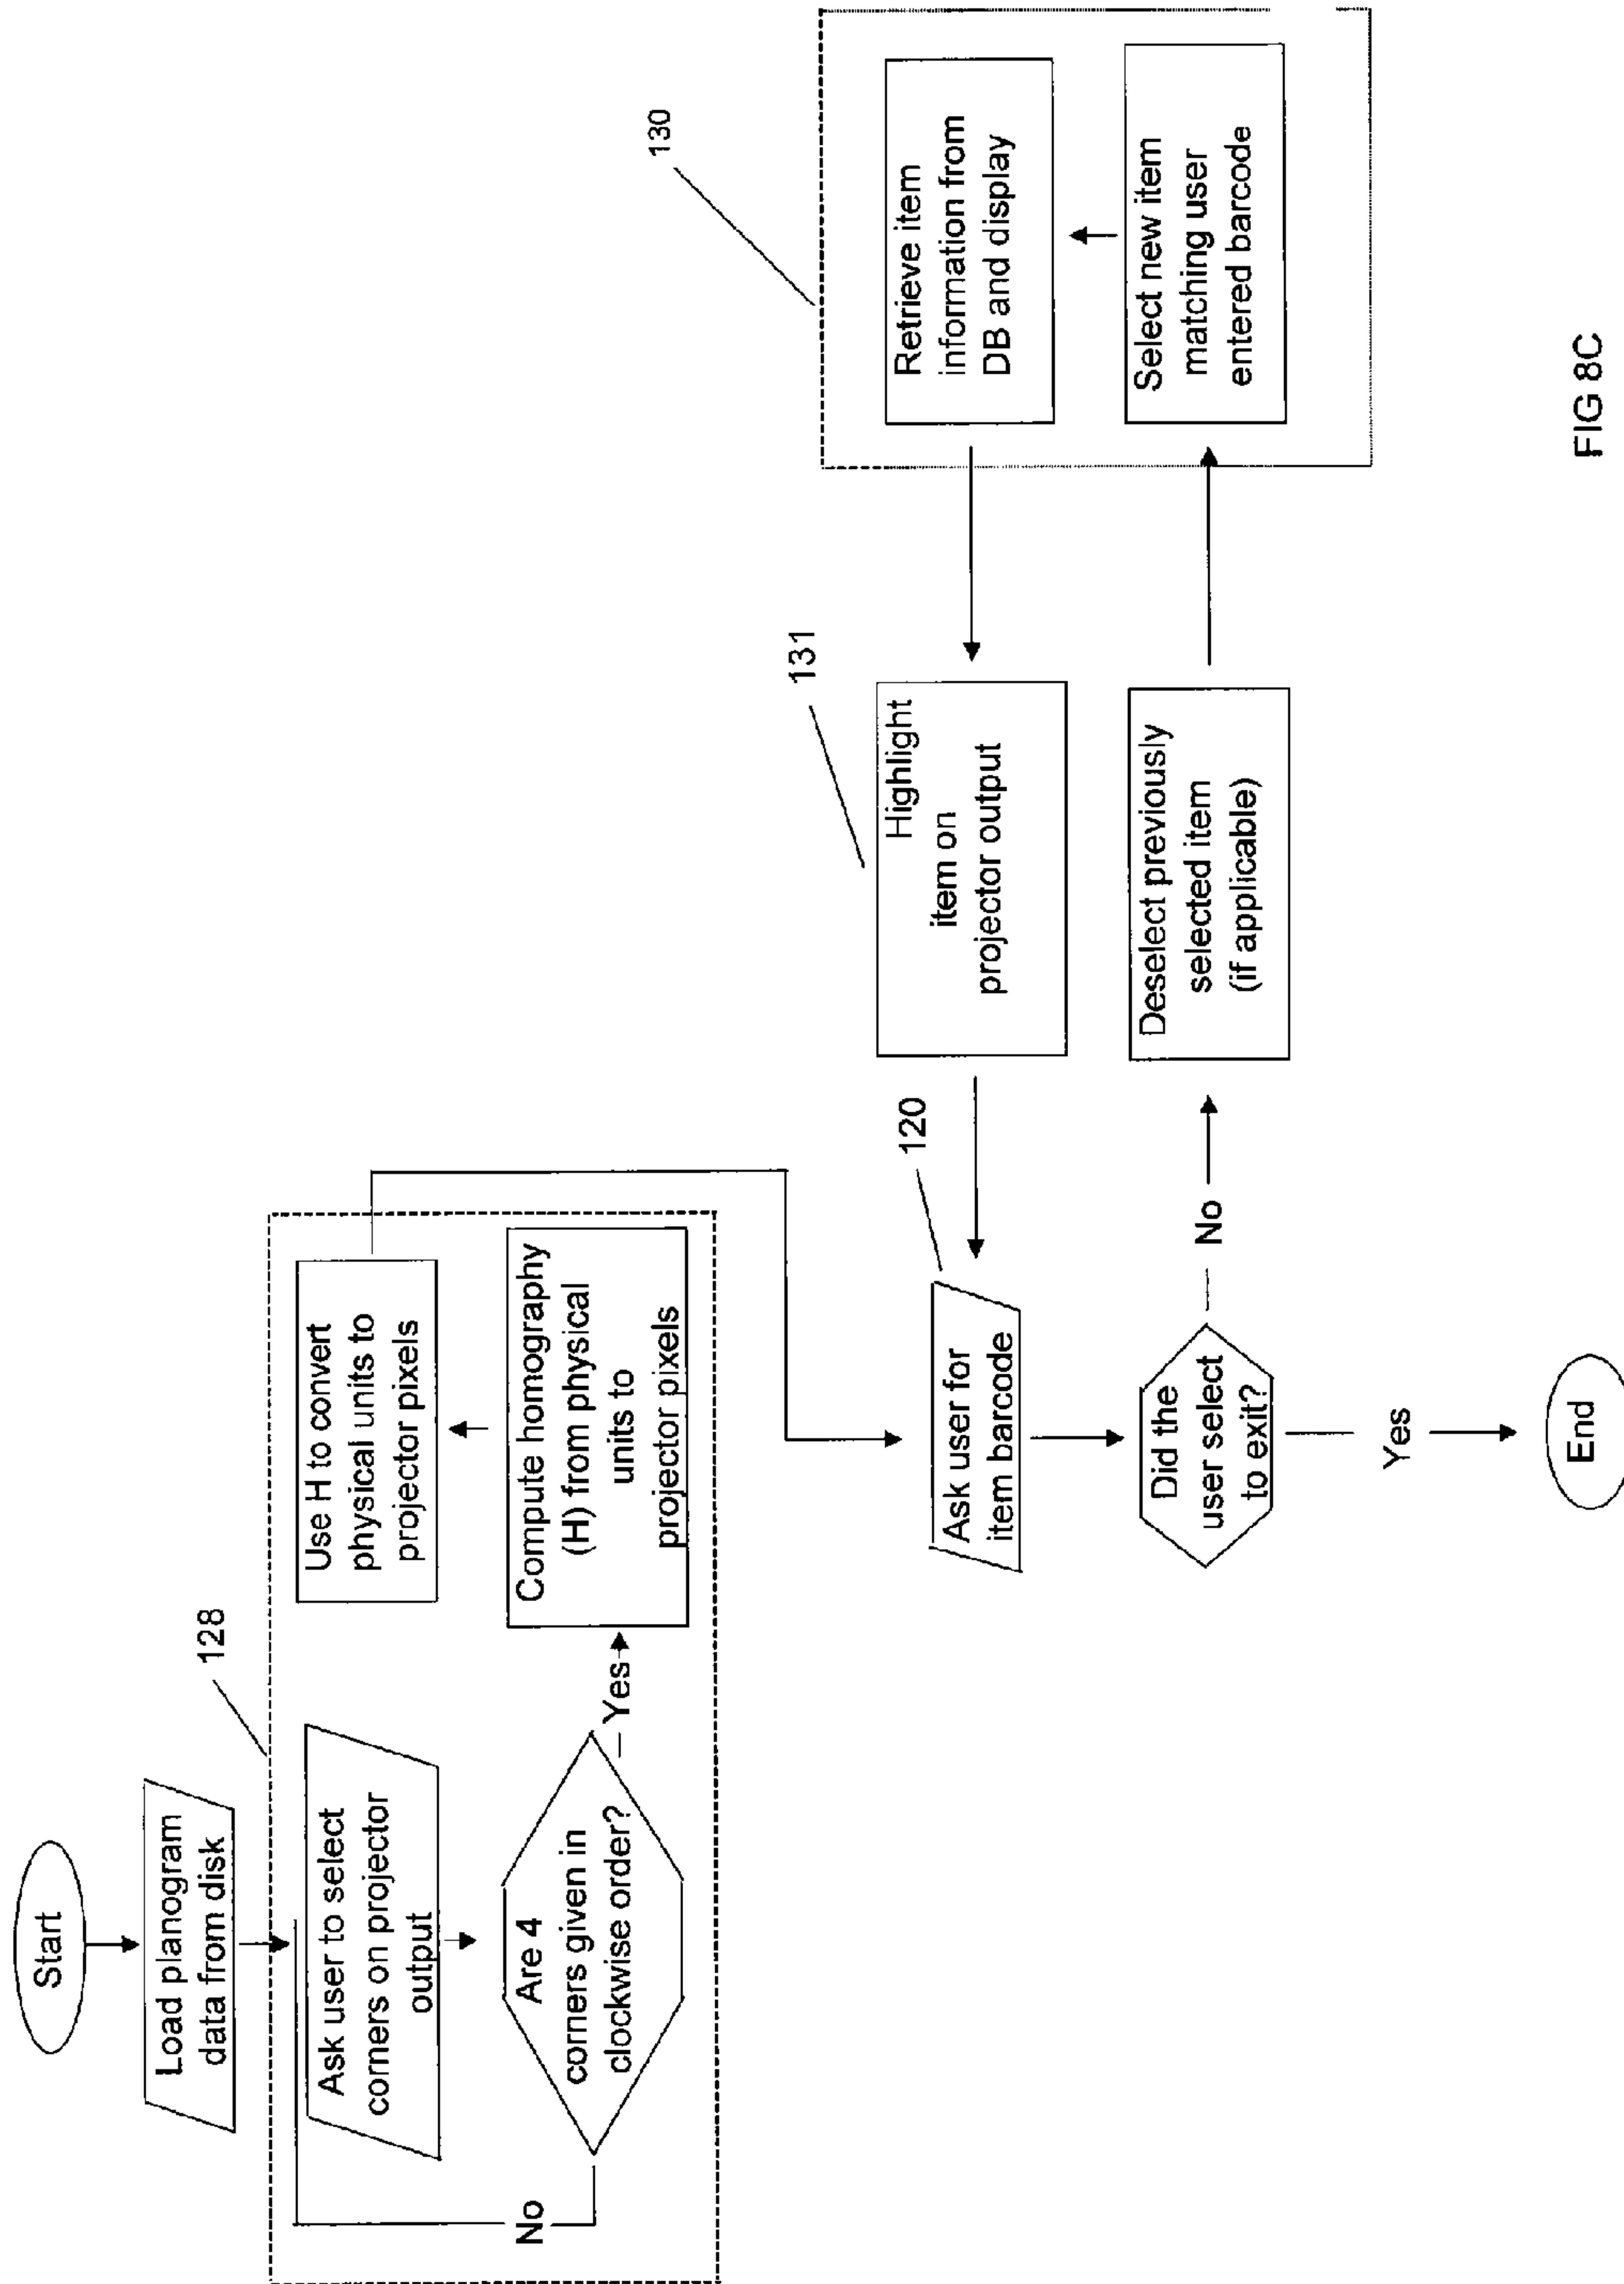 Start
Load planogram
data from disk
128
Ask user to select
corners on projector
output
Are 4
corners given in
clockwise order?
No
Yes
Compute homography
(H) from physical
units to
projector pixels
Use H to convert
physical units to
projector pixels
120
Ask user for
item barcode
Did the
user select
to exit?
Yes
End
No
Deselect previously
selected item
(if applicable)
130
Select new item
matching user
entered barcode
Retrieve item
information from
DB and display
131
Highlight
item on
projector output
FIG 8C